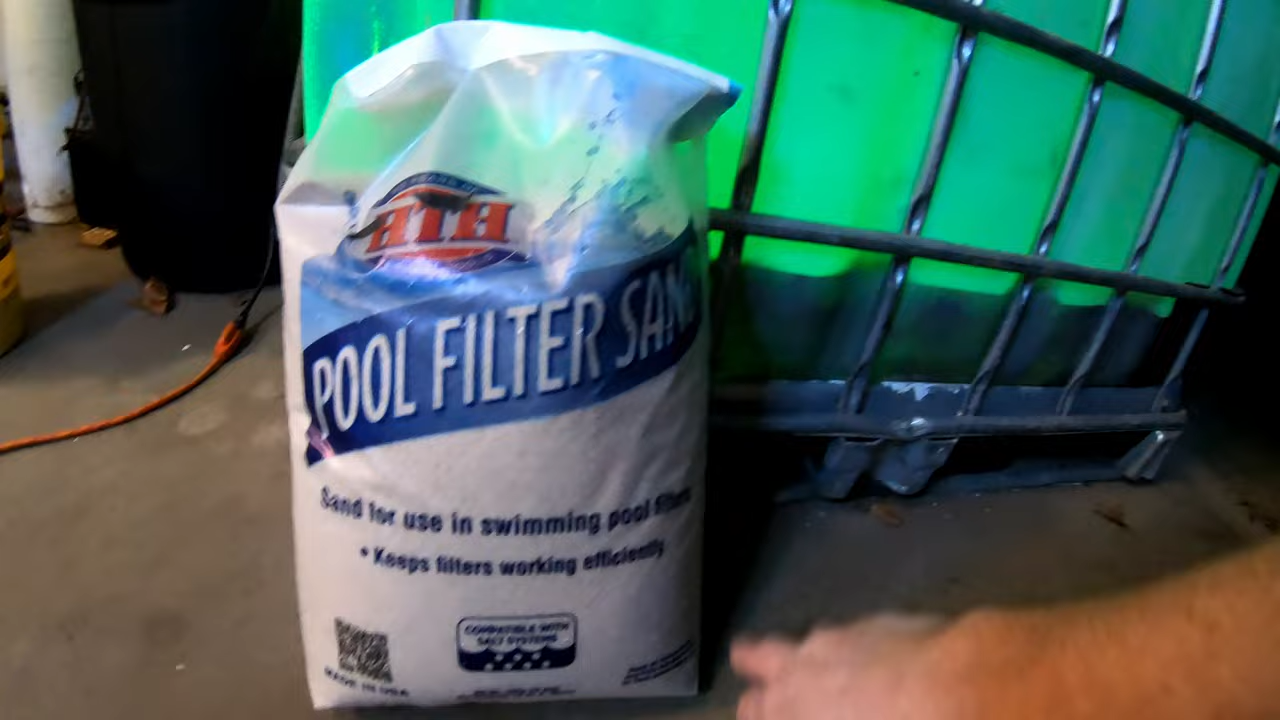 HTH
POOL FILTER SAN
Sand for use in swimming pool filters
• Keeps filters working efficiently
COMPATIBLE WITH
SALT SYSTEMS
MADE IN USA